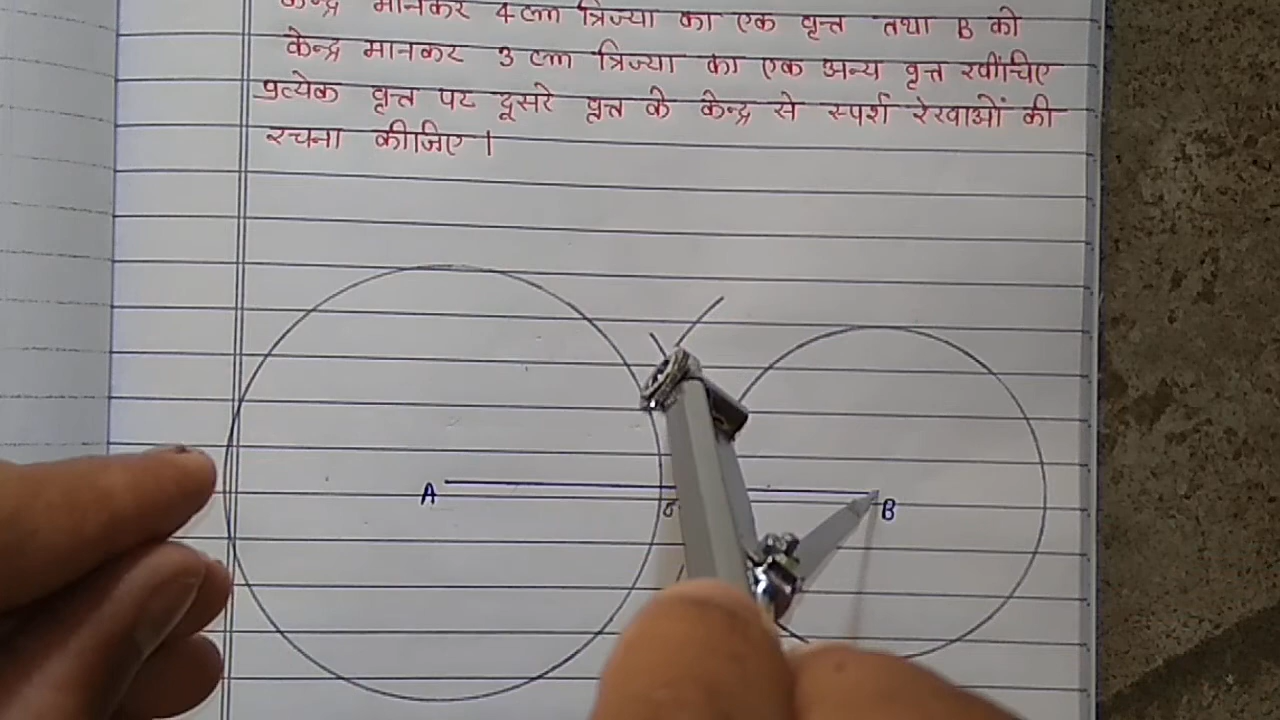 केन्द्र मानकर 4 cm त्रिज्या का एक वृत्त तथा B को
केन्द्र मानकर 3 cm त्रिज्या का एक अन्य वृत्त खींचिए
प्रत्येक वृत्त पर दूसरे वृत्त के केन्द्र से स्पर्श रेखाओं की
रचना कीजिए।
A
B